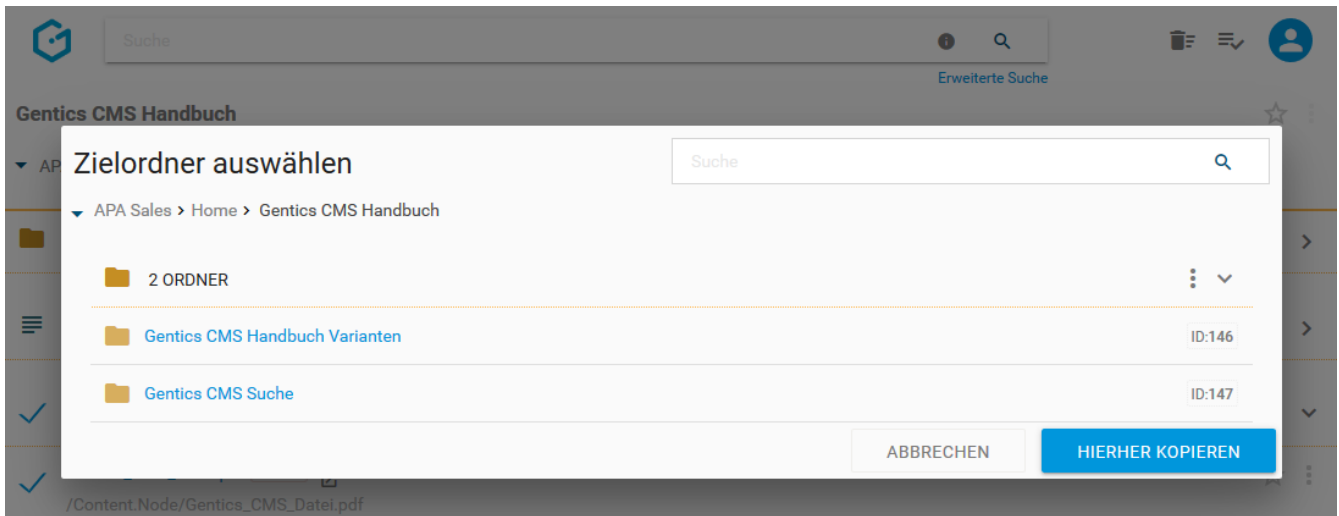 Suche
Erweiterte Suche
Gentics CMS Handbuch
AP
Zielordner auswählen
Suche
APA Sales > Home > Gentics CMS Handbuch
2 ORDNER
Gentics CMS Handbuch Varianten
ID:146
Gentics CMS Suche
ID:147
ABBRECHEN
HIERHER KOPIEREN
/Content.Node/Gentics_CMS_Datei.pdf